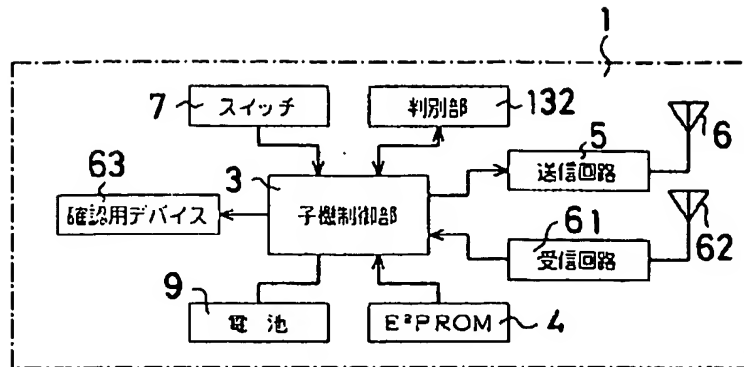 1
7 スイッチ
判別部 132
6
5
送信回路
63
確認用デバイス
3
子機制御部
61
受信回路
62
9
電池
E²PROM 4